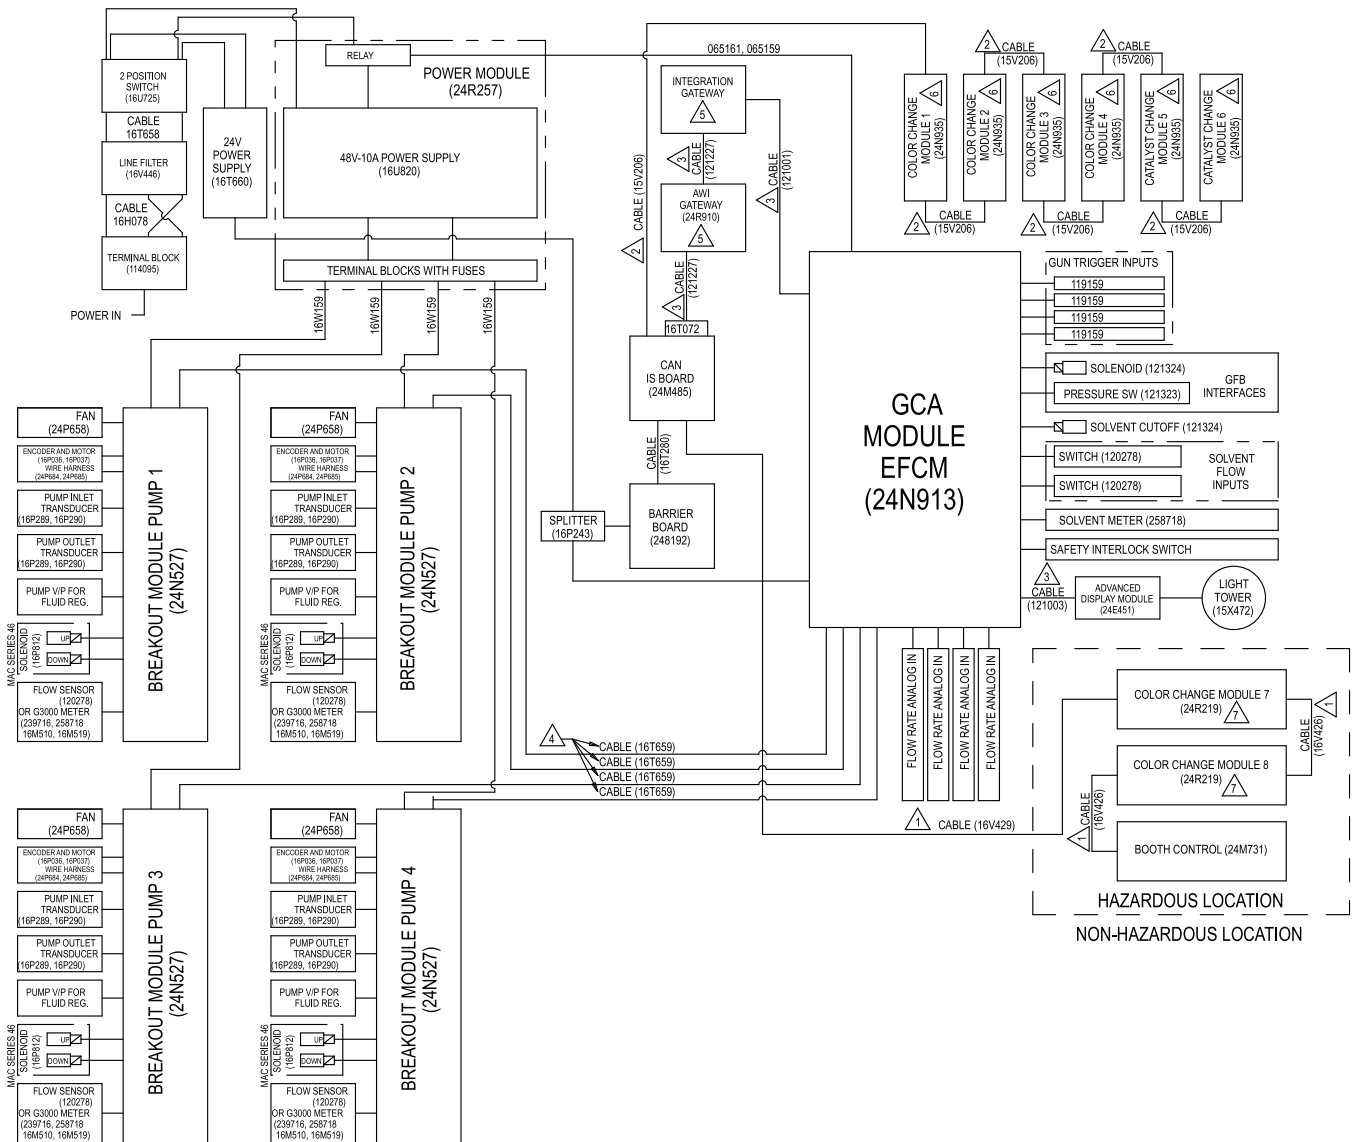 RELAY
065161, 065159
POWER MODULE
(24R257)
2 POSITION
SWITCH
(16U725)
CABLE
16T658
LINE FILTER
(16V446)
CABLE
16H078
TERMINAL BLOCK
(114095)
POWER IN
24V
POWER
SUPPLY
(16T660)
48V-10A POWER SUPPLY
(16U820)
TERMINAL BLOCKS WITH FUSES
16W159
16W159
16W159
16W159
INTEGRATION
GATEWAY
5
3
CABLE
(121227)
AWI
GATEWAY
(24R910)
5
3
CABLE
(121001)
2
CABLE (15V206)
3
CABLE
(121227)
16T072
CAN
IS BOARD
(24M485)
CABLE
(16T280)
BARRIER
BOARD
(248192)
SPLITTER
(16P243)
2
CABLE
(15V206)
2
CABLE
(15V206)
COLOR CHANGE
MODULE 1
(24N935)
6
COLOR CHANGE
MODULE 2
(24N935)
6
COLOR CHANGE
MODULE 3
(24N935)
6
COLOR CHANGE
MODULE 4
(24N935)
6
CATALYST CHANGE
MODULE 5
(24N935)
6
CATALYST CHANGE
MODULE 6
(24N935)
6
2
CABLE
(15V206)
2
CABLE
(15V206)
2
CABLE
(15V206)
GCA
MODULE
EFCM
(24N913)
GUN TRIGGER INPUTS
119159
119159
119159
119159
SOLENOID (121324)
PRESSURE SW (121323)
GFB
INTERFACES
SOLVENT CUTOFF (121324)
SWITCH (120278)
SWITCH (120278)
SOLVENT
FLOW
INPUTS
SOLVENT METER (258718)
SAFETY INTERLOCK SWITCH
3
CABLE
(121003)
ADVANCED
DISPLAY MODULE
(24E451)
LIGHT
TOWER
(15X472)
FLOW RATE ANALOG IN
FLOW RATE ANALOG IN
FLOW RATE ANALOG IN
FLOW RATE ANALOG IN
1
CABLE (16V429)
COLOR CHANGE MODULE 7
(24R219)
7
1
CABLE
(16V426)
COLOR CHANGE MODULE 8
(24R219)
7
1
CABLE
(16V426)
BOOTH CONTROL (24M731)
HAZARDOUS LOCATION
NON-HAZARDOUS LOCATION
4
CABLE (16T659)
CABLE (16T659)
CABLE (16T659)
CABLE (16T659)
FAN
(24P658)
ENCODER AND MOTOR
(16P036, 16P037)
WIRE HARNESS
(24P684, 24P685)
PUMP INLET
TRANSDUCER
(16P289, 16P290)
PUMP OUTLET
TRANSDUCER
(16P289, 16P290)
PUMP V/P FOR
FLUID REG.
MAC SERIES 46
SOLENOID
(16P812)
UP
DOWN
FLOW SENSOR
(120278)
OR G3000 METER
(239716, 258718
16M510, 16M519)
BREAKOUT MODULE PUMP 1
(24N527)
FAN
(24P658)
ENCODER AND MOTOR
(16P036, 16P037)
WIRE HARNESS
(24P684, 24P685)
PUMP INLET
TRANSDUCER
(16P289, 16P290)
PUMP OUTLET
TRANSDUCER
(16P289, 16P290)
PUMP V/P FOR
FLUID REG.
MAC SERIES 46
SOLENOID
(16P812)
UP
DOWN
FLOW SENSOR
(120278)
OR G3000 METER
(239716, 258718
16M510, 16M519)
BREAKOUT MODULE PUMP 2
(24N527)
FAN
(24P658)
ENCODER AND MOTOR
(16P036, 16P037)
WIRE HARNESS
(24P684, 24P685)
PUMP INLET
TRANSDUCER
(16P289, 16P290)
PUMP OUTLET
TRANSDUCER
(16P289, 16P290)
PUMP V/P FOR
FLUID REG.
MAC SERIES 46
SOLENOID
(16P812)
UP
DOWN
FLOW SENSOR
(120278)
OR G3000 METER
(239716, 258718
16M510, 16M519)
BREAKOUT MODULE PUMP 3
(24N527)
FAN
(24P658)
ENCODER AND MOTOR
(16P036, 16P037)
WIRE HARNESS
(24P684, 24P685)
PUMP INLET
TRANSDUCER
(16P289, 16P290)
PUMP OUTLET
TRANSDUCER
(16P289, 16P290)
PUMP V/P FOR
FLUID REG.
MAC SERIES 46
SOLENOID
(16P812)
UP
DOWN
FLOW SENSOR
(120278)
OR G3000 METER
(239716, 258718
16M510, 16M519)
BREAKOUT MODULE PUMP 4
(24N527)